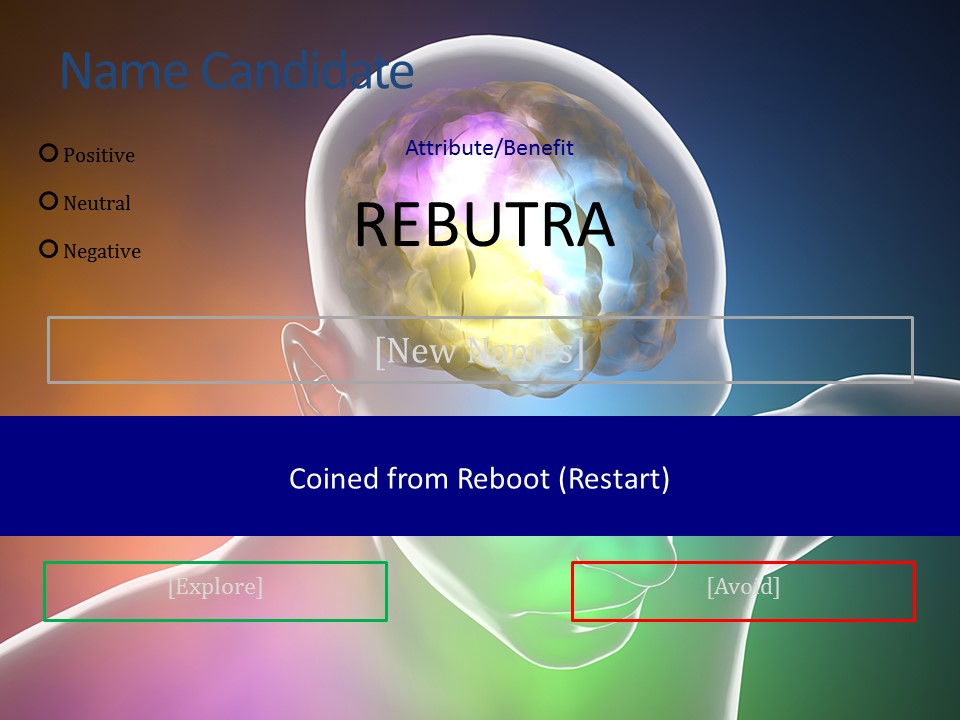 Name Candidate
Attribute/Benefit
Positive
Neutral
Negative
REBUTRA
[New Names]
Coined from Reboot (Restart)
[Explore]
[Avoid]